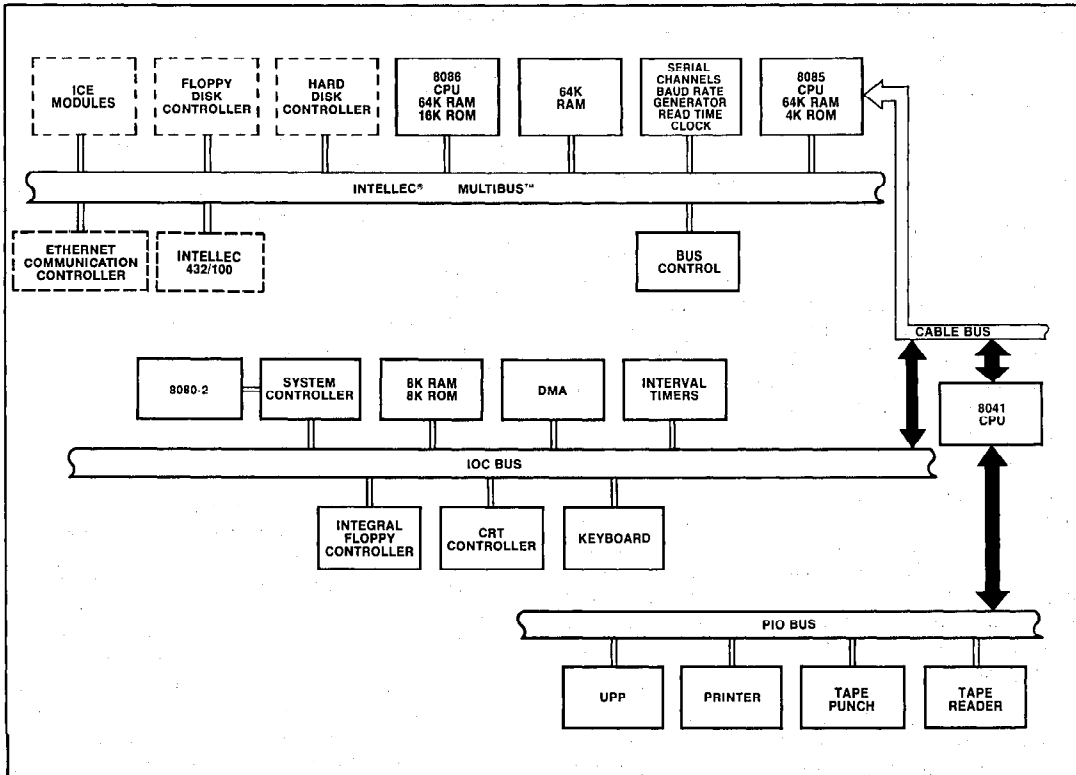 ICE
MODULES
FLOPPY
DISK
CONTROLLER
HARD
DISK
CONTROLLER
8086
CPU
64K RAM
16K ROM
64K
RAM
SERIAL
CHANNELS
BAUD RATE
GENERATOR
READ TIME
CLOCK
8085
CPU
64K RAM
4K ROM
INTELLEC® MULTIBUS™
ETHERNET
COMMUNICATION
CONTROLLER
INTELLEC
432/100
BUS
CONTROL
CABLE BUS
8080-2
SYSTEM
CONTROLLER
8K RAM
8K ROM
DMA
INTERVAL
TIMERS
8041
CPU
IOC BUS
INTEGRAL
FLOPPY
CONTROLLER
CRT
CONTROLLER
KEYBOARD
PIO BUS
UPP
PRINTER
TAPE
PUNCH
TAPE
READER